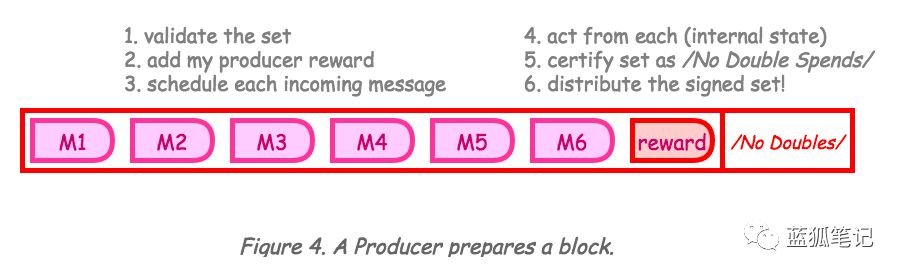 1. validate the set
2. add my producer reward
3. schedule each incoming message
4. act from each (internal state)
5. certify set as /No Double Spends/
6. distribute the signed set!
M1 M2 M3 M4 M5 M6 reward /No Doubles/
Figure 4. A Producer prepares a block.
蓝狐笔记